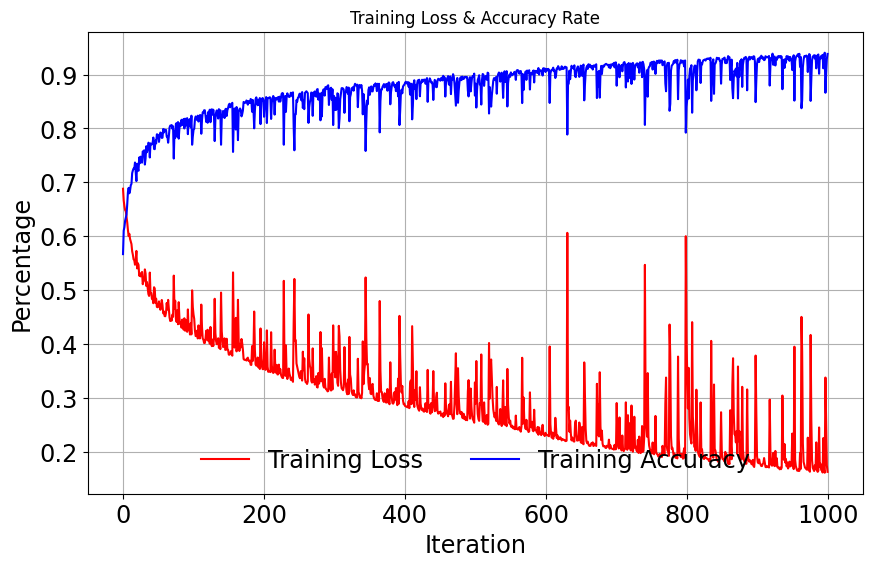 Training Loss & Accuracy Rate
Percentage
0.9
0.8
0.7
0.6
0.5
0.4
0.3
0.2
Training Loss Training Accuracy
0 200 400 600 800 1000
Iteration